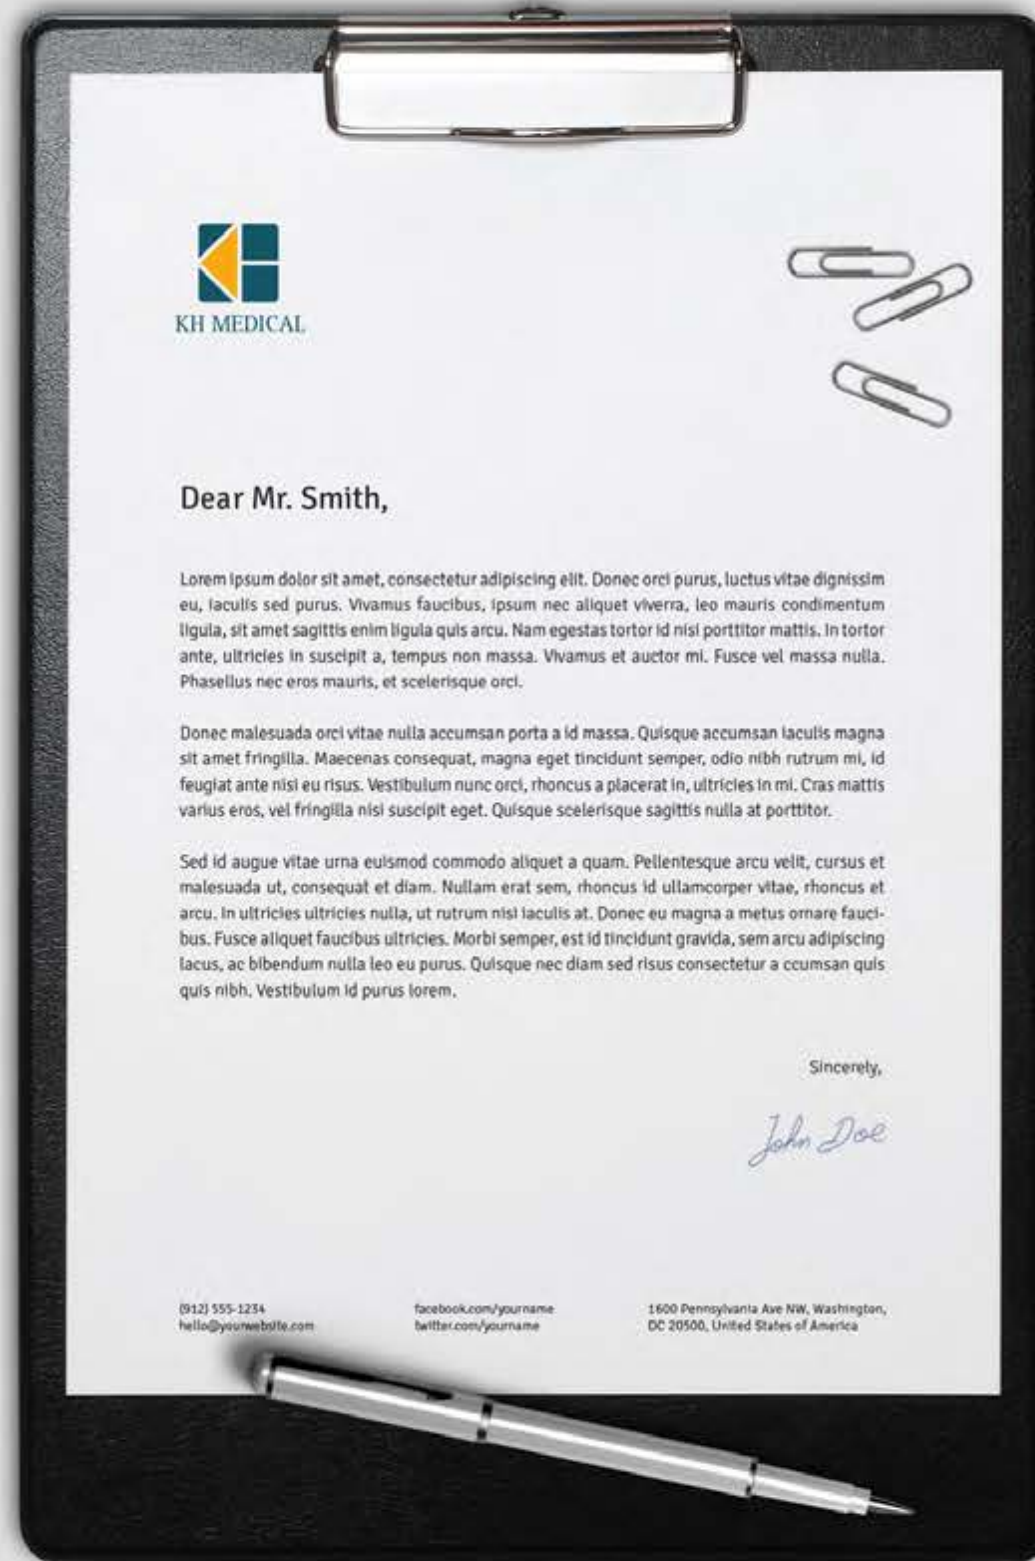 KH MEDICAL
Dear Mr. Smith,
Lorem ipsum dolor sit amet, consectetur adipiscing elit. Donec orci purus, luctus vitae dignissim
eu, iaculis sed purus. Vivamus faucibus, ipsum nec aliquet viverra, leo mauris condimentum
ligula, sit amet sagittis enim ligula quis arcu. Nam egestas tortor id nisi porttitor mattis. In tortor
ante, ultricies in suscipit a, tempus non massa. Vivamus et auctor mi. Fusce vel massa nulla.
Phasellus nec eros mauris, et scelerisque orci.
Donec malesuada orci vitae nulla accumsan porta a id massa. Quisque accumsan iaculis magna
sit amet fringilla. Maecenas consequat, magna eget tincidunt semper, odio nibh rutrum mi, id
feugiat ante nisi eu risus. Vestibulum nunc orci, rhoncus a placerat in, ultricies in mi. Cras mattis
varius eros, vel fringilla nisi suscipit eget. Quisque scelerisque sagittis nulla at porttitor.
Sed id augue vitae urna euismod commodo aliquet a quam. Pellentesque arcu velit, cursus et
malesuada ut, consequat et diam. Nullam erat sem, rhoncus id ullamcorper vitae, rhoncus et
arcu. In ultricies ultricies nulla, ut rutrum nisi iaculis at. Donec eu magna a metus ornare fauci-
bus. Fusce aliquet faucibus ultricies. Morbi semper, est id tincidunt gravida, sem arcu adipiscing
lacus, ac bibendum nulla leo eu purus. Quisque nec diam sed risus consectetur a ccumsan quis
quis nibh. Vestibulum id purus lorem.
Sincerely,
John Doe
(912) 555-1234
hello@yourwebsite.com
facebook.com/yourname
twitter.com/yourname
1600 Pennsylvania Ave NW, Washington,
DC 20500, United States of America